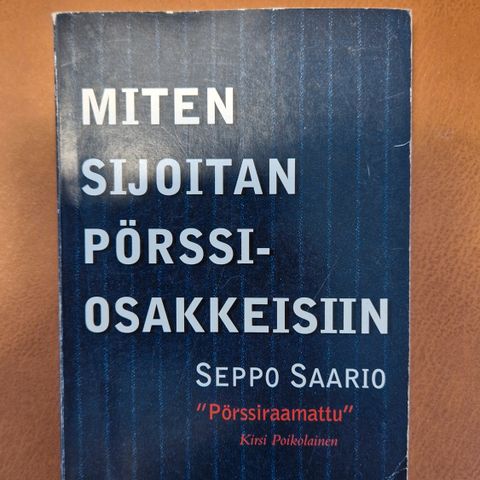 MITEN
SIJOITAN
PÖRSSI-
OSAKKEISIIN
SEPPO SAARIO
"Pörssiraamattu"
Kirsi Poikolainen